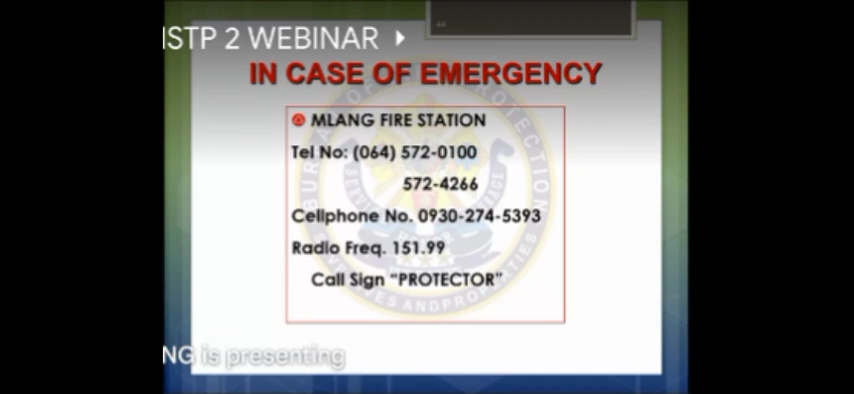 ISTP 2 WEBINAR
IN CASE OF EMERGENCY
MLANG FIRE STATION
Tel No: (064) 572-0100
572-4266
Cellphone No. 0930-274-5393
Radio Freq. 151.99
Call Sign “PROTECTOR”
NG is presenting